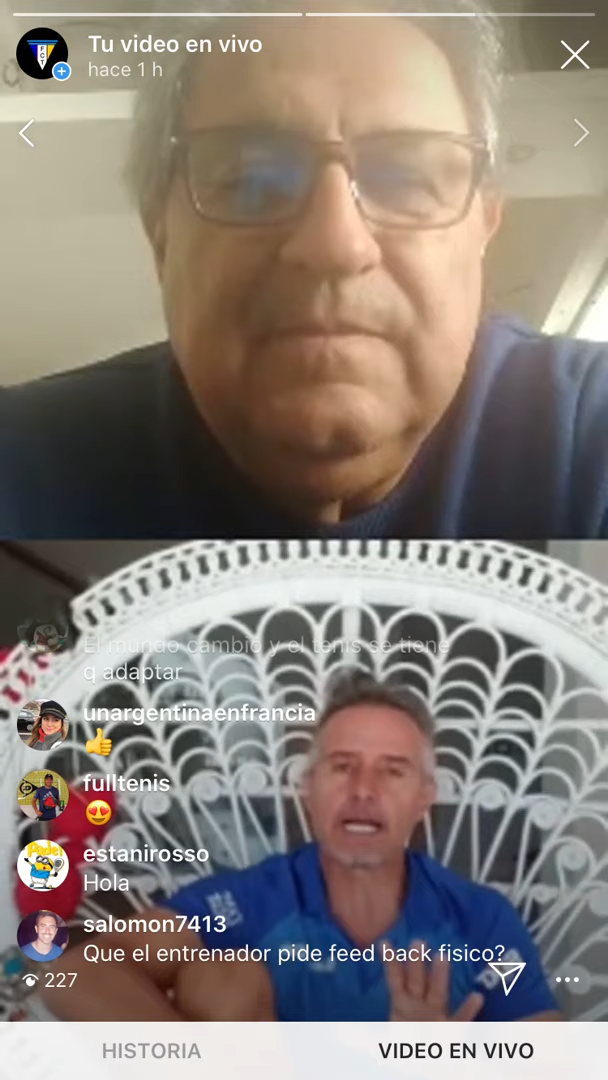 Tu video en vivo
hace 1 h
El mundo cambio y el tenis se tiene
q adaptar
unargentinaenfrancia
fulltenis
estanirosso
Hola
salomon7413
Que el entrenador pide feed back fisico?
227
HISTORIA
VIDEO EN VIVO